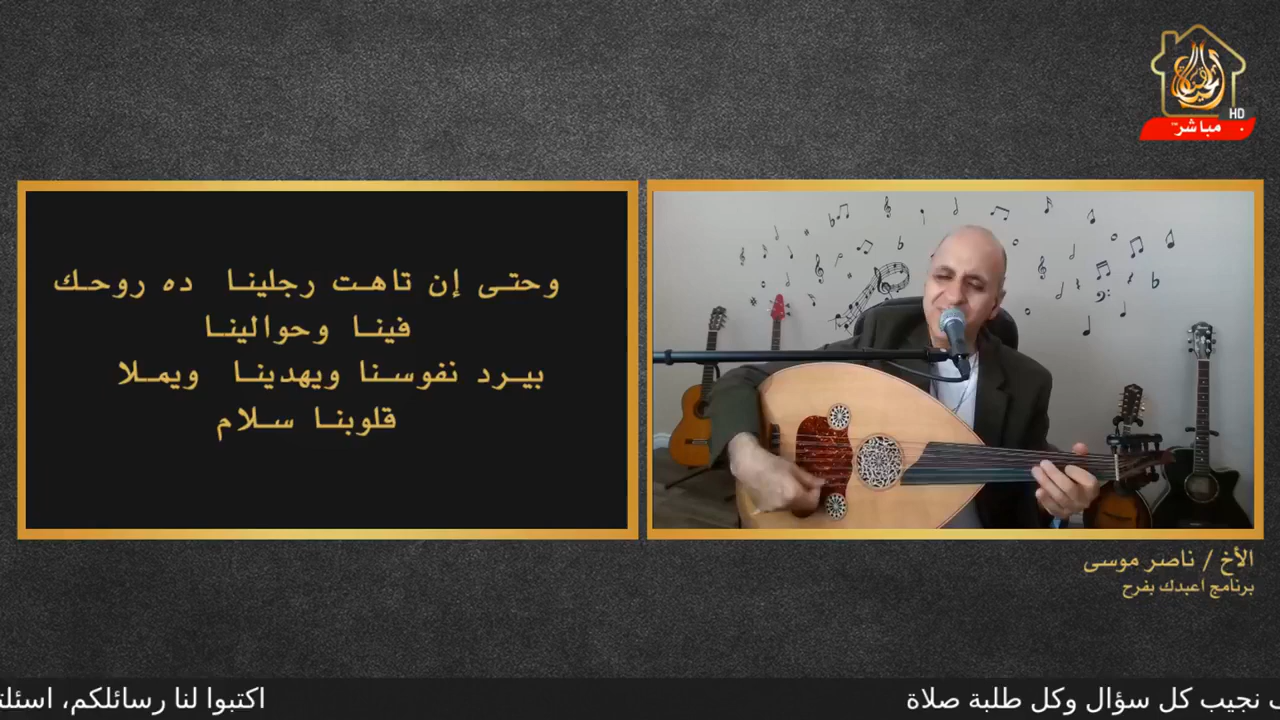 HD
مباشر
وحتى إن تاهت رجلينا ده روحك
فينا وحوالينا
بيرد نفوسنا ويهدينا ويملا
قلوبنا سلام
الأخ / ناصر موسى
برنامج اعبدك بفرح
نجيب كل سؤال وكل طلبة صلاة
اكتبوا لنا رسائلكم،